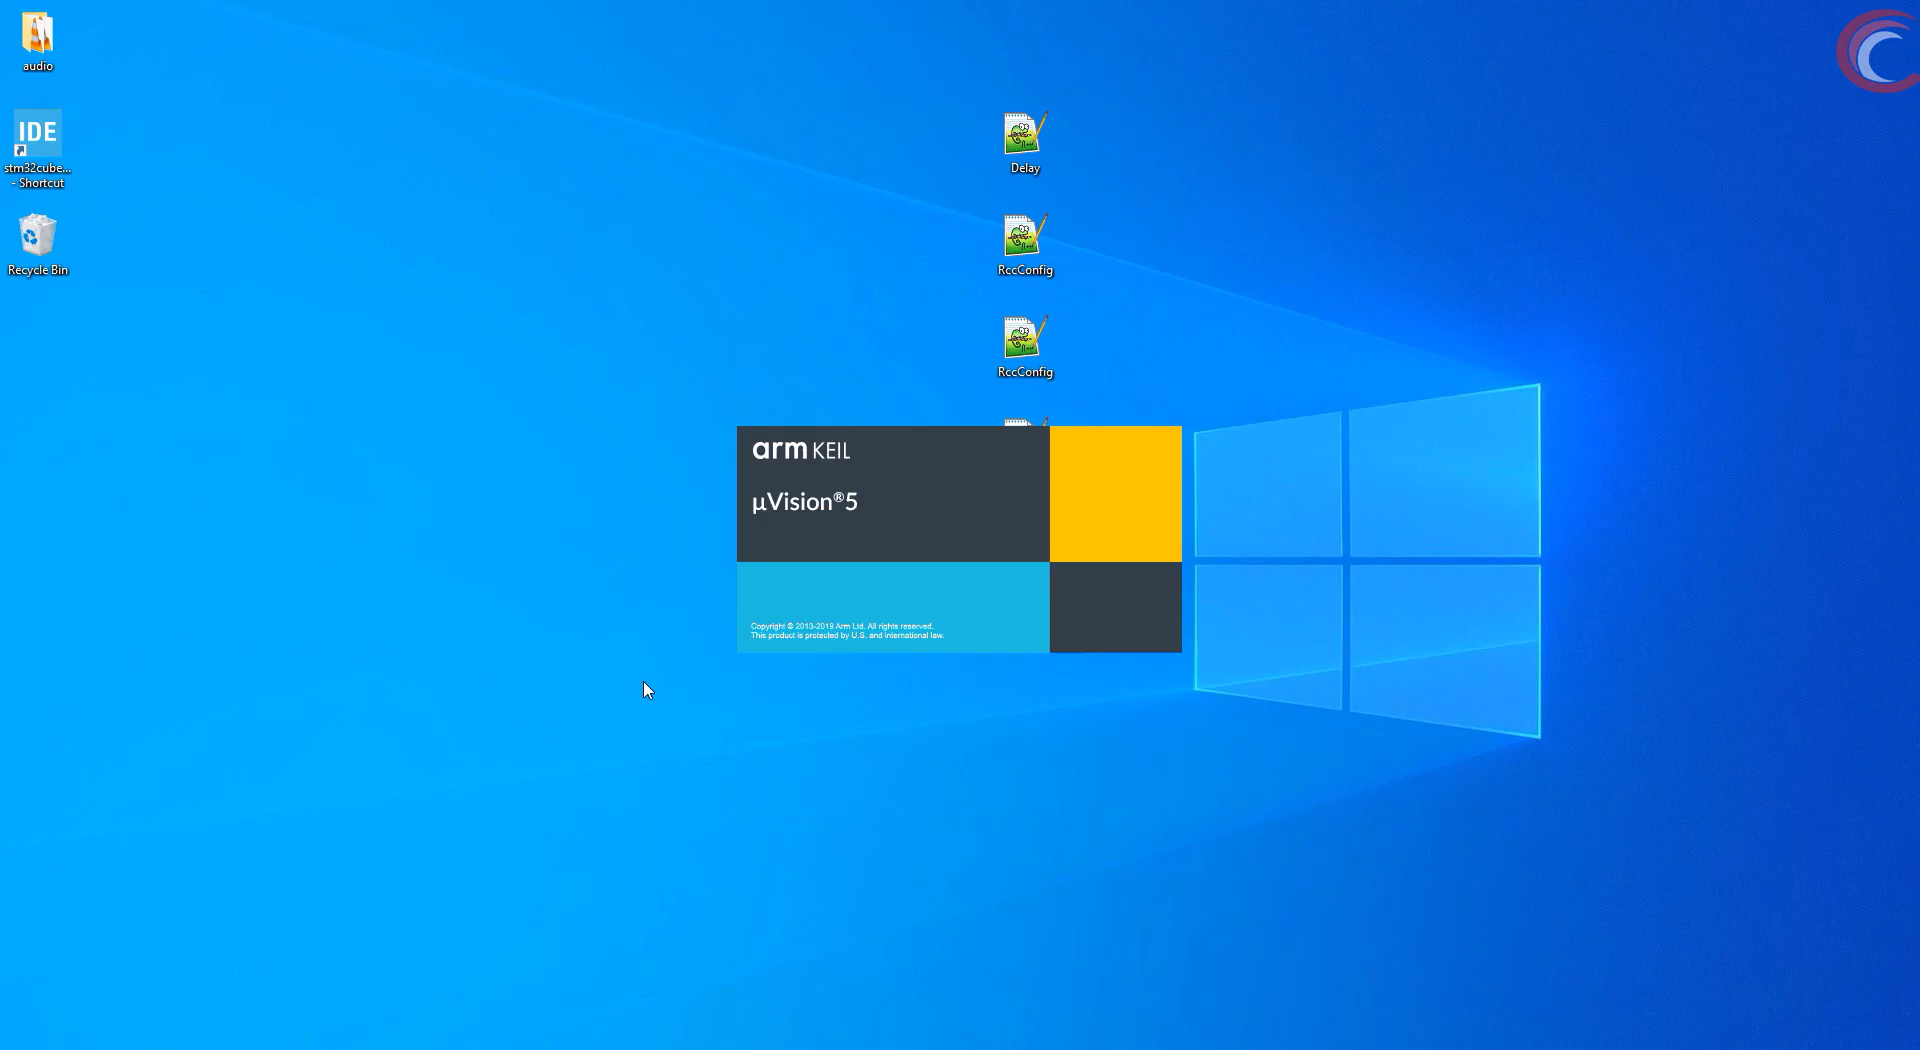 audio
IDE
stm32cube...
- Shortcut
Recycle Bin
Delay
RccConfig
RccConfig
arm KEIL
µVision®5
Copyright © 2013-2019 Arm Ltd. All rights reserved.
This product is protected by U.S. and international law.